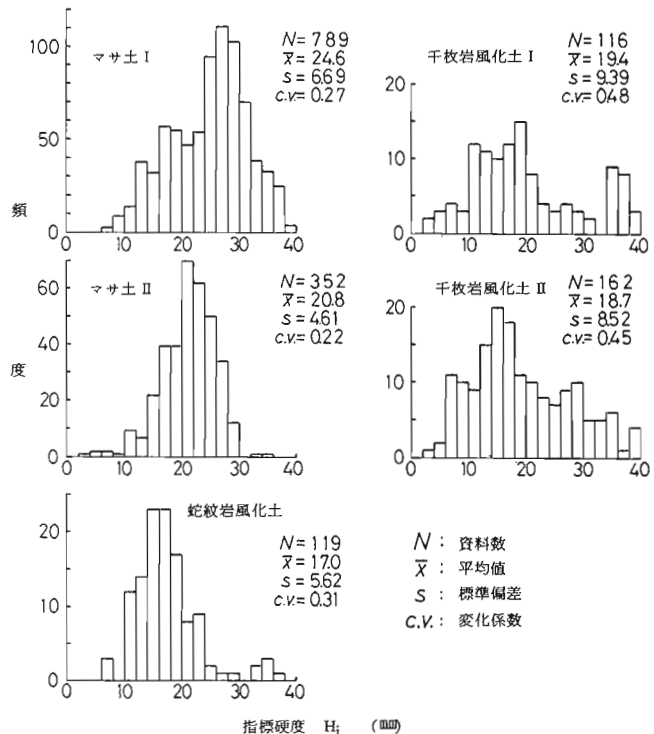 マサ土 I
N=789
x̄=24.6
s=6.69
c.v.=0.27
100
50
0
0 10 20 30 40
千枚岩風化土 I
N=116
x̄=19.4
s=9.39
c.v.=0.48
20
10
0
0 10 20 30 40
頻
度
マサ土 II
N=352
x̄=20.8
s=4.61
c.v.=0.22
60
40
20
0
0 10 20 30 40
千枚岩風化土 II
N=162
x̄=18.7
s=8.52
c.v.=0.45
20
10
0
0 10 20 30 40
蛇紋岩風化土
N=119
x̄=17.0
s=5.62
c.v.=0.31
20
10
0
0 10 20 30 40
N : 資料数
x̄ : 平均値
s : 標準偏差
c.v. : 変化係数
指標硬度 Hi (㎜)